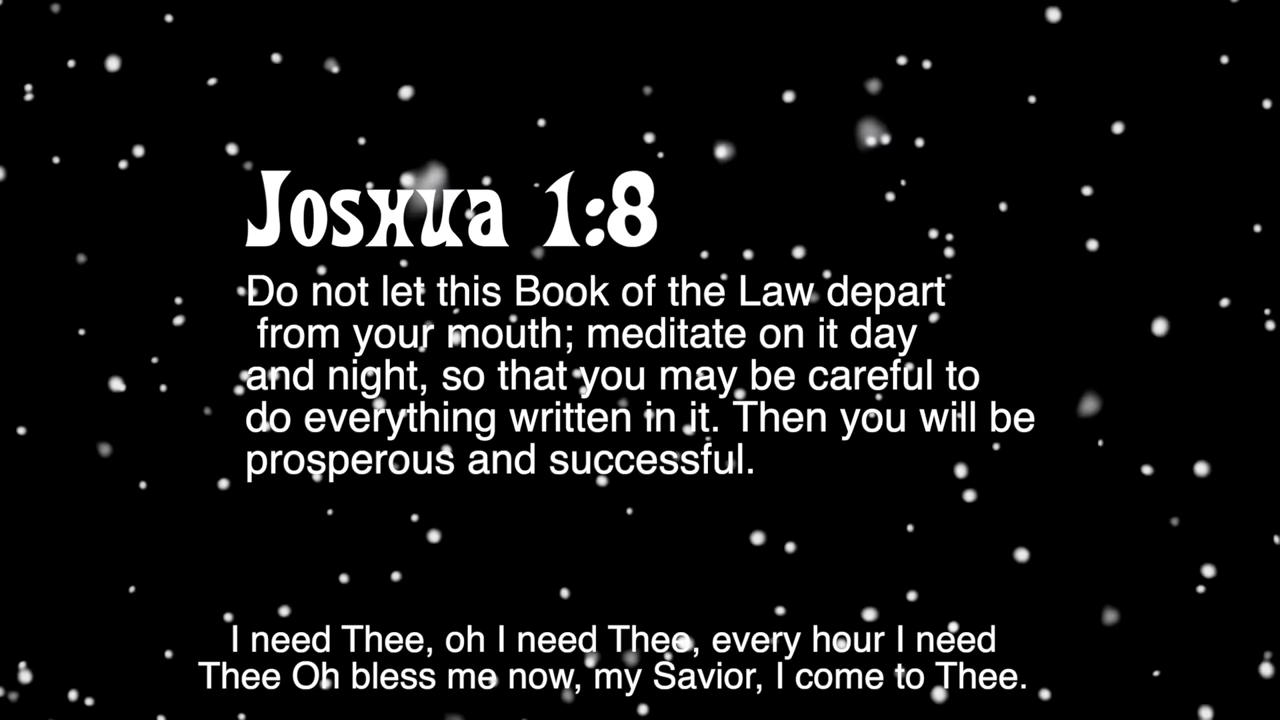 Joshua 1:8
Do not let this Book of the Law depart
from your mouth; meditate on it day
and night, so that you may be careful to
do everything written in it. Then you will be
prosperous and successful.
I need Thee, oh I need Thee, every hour I need
Thee Oh bless me now, my Savior, I come to Thee.